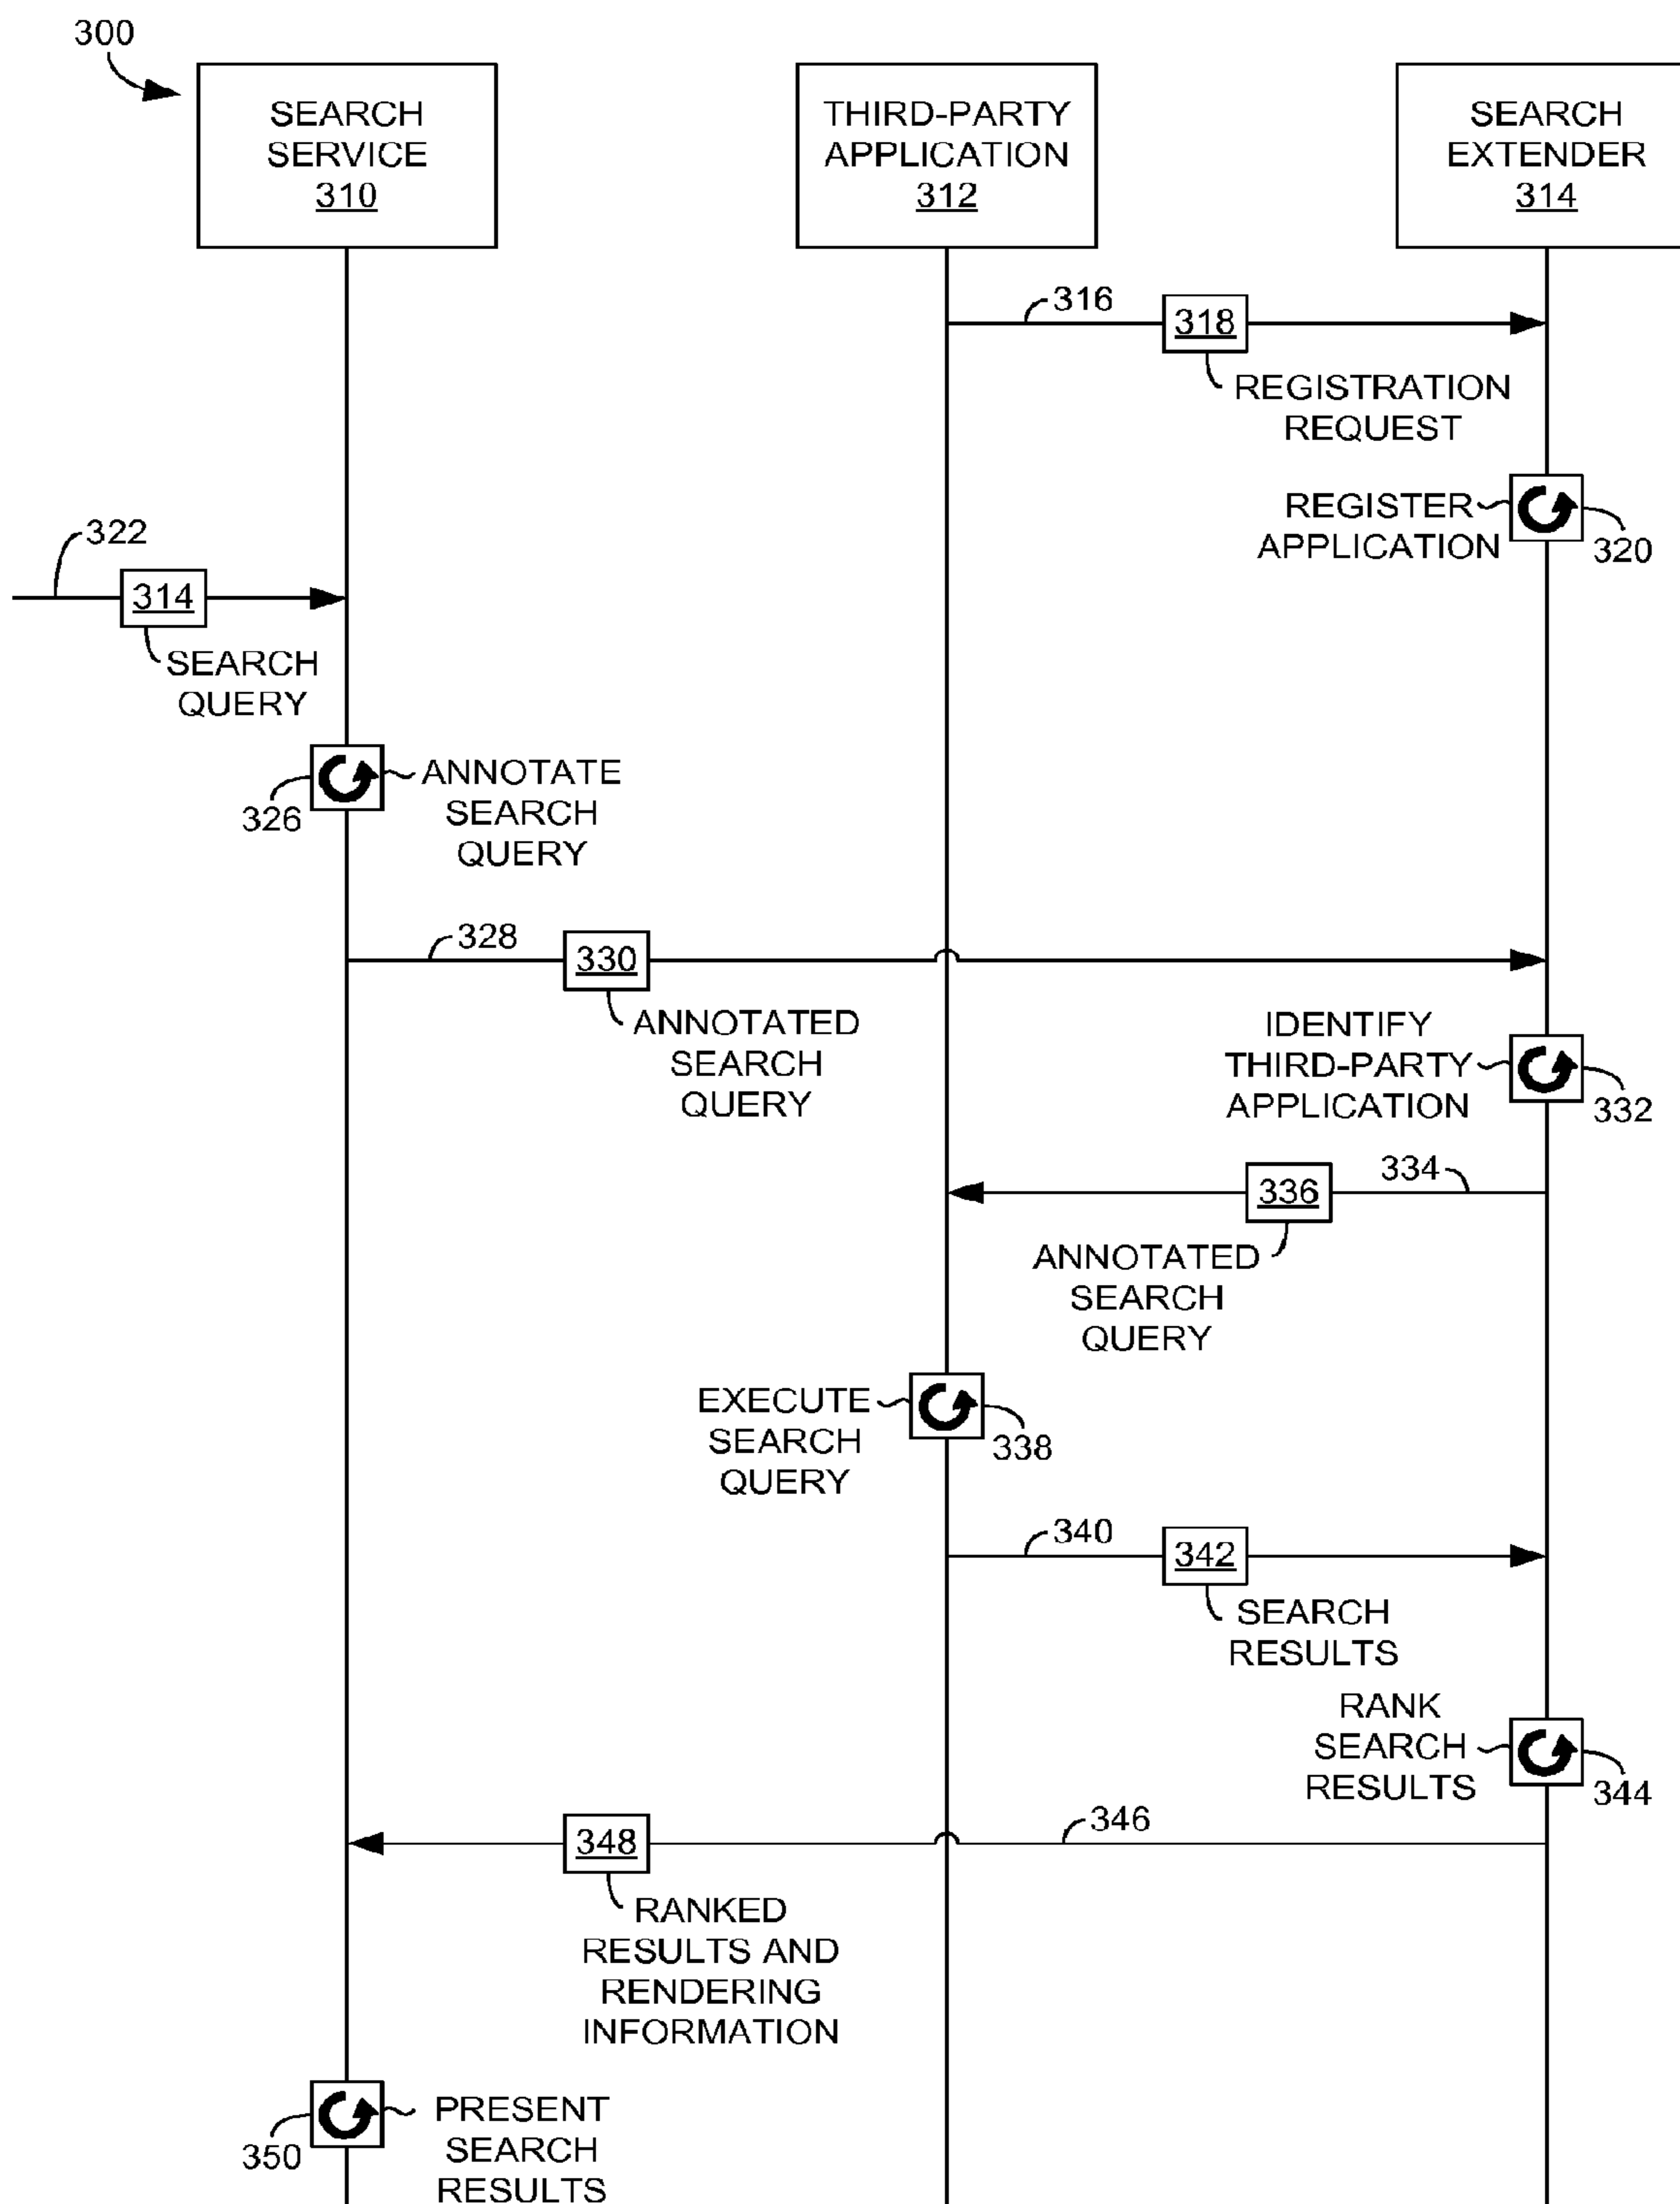 300
SEARCH
SERVICE
310
THIRD-PARTY
APPLICATION
312
SEARCH
EXTENDER
314
316
318
REGISTRATION
REQUEST
REGISTER
APPLICATION
320
322
314
SEARCH
QUERY
326
ANNOTATE
SEARCH
QUERY
328
330
ANNOTATED
SEARCH
QUERY
IDENTIFY
THIRD-PARTY
APPLICATION
332
334
336
ANNOTATED
SEARCH
QUERY
EXECUTE
SEARCH
QUERY
338
340
342
SEARCH
RESULTS
RANK
SEARCH
RESULTS
344
346
348
RANKED
RESULTS AND
RENDERING
INFORMATION
350
PRESENT
SEARCH
RESULTS